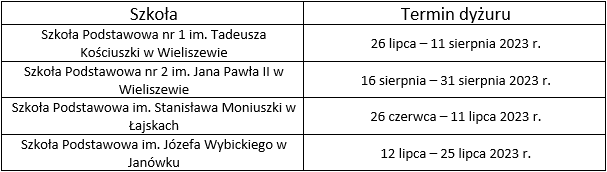 Szkoła
Termin dyżuru
Szkoła Podstawowa nr 1 im. Tadeusza
Kościuszki w Wieliszewie
26 lipca – 11 sierpnia 2023 r.
Szkoła Podstawowa nr 2 im. Jana Pawła II w
Wieliszewie
16 sierpnia – 31 sierpnia 2023 r.
Szkoła Podstawowa im. Stanisława Moniuszki w
Łajskach
26 czerwca – 11 lipca 2023 r.
Szkoła Podstawowa im. Józefa Wybickiego w
Janówku
12 lipca – 25 lipca 2023 r.